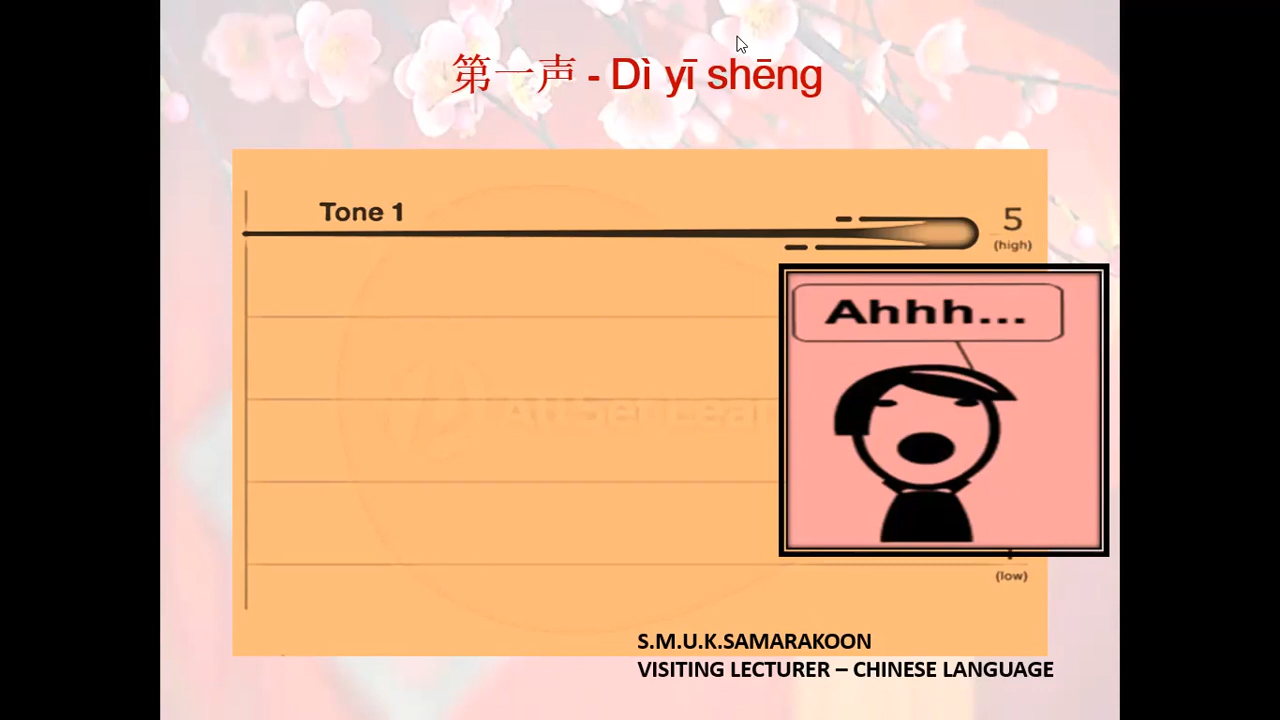 第一声 - Dì yī shēng
Tone 1
5
(high)
Ahhh...
(low)
S.M.U.K.SAMARAKOON
VISITING LECTURER – CHINESE LANGUAGE